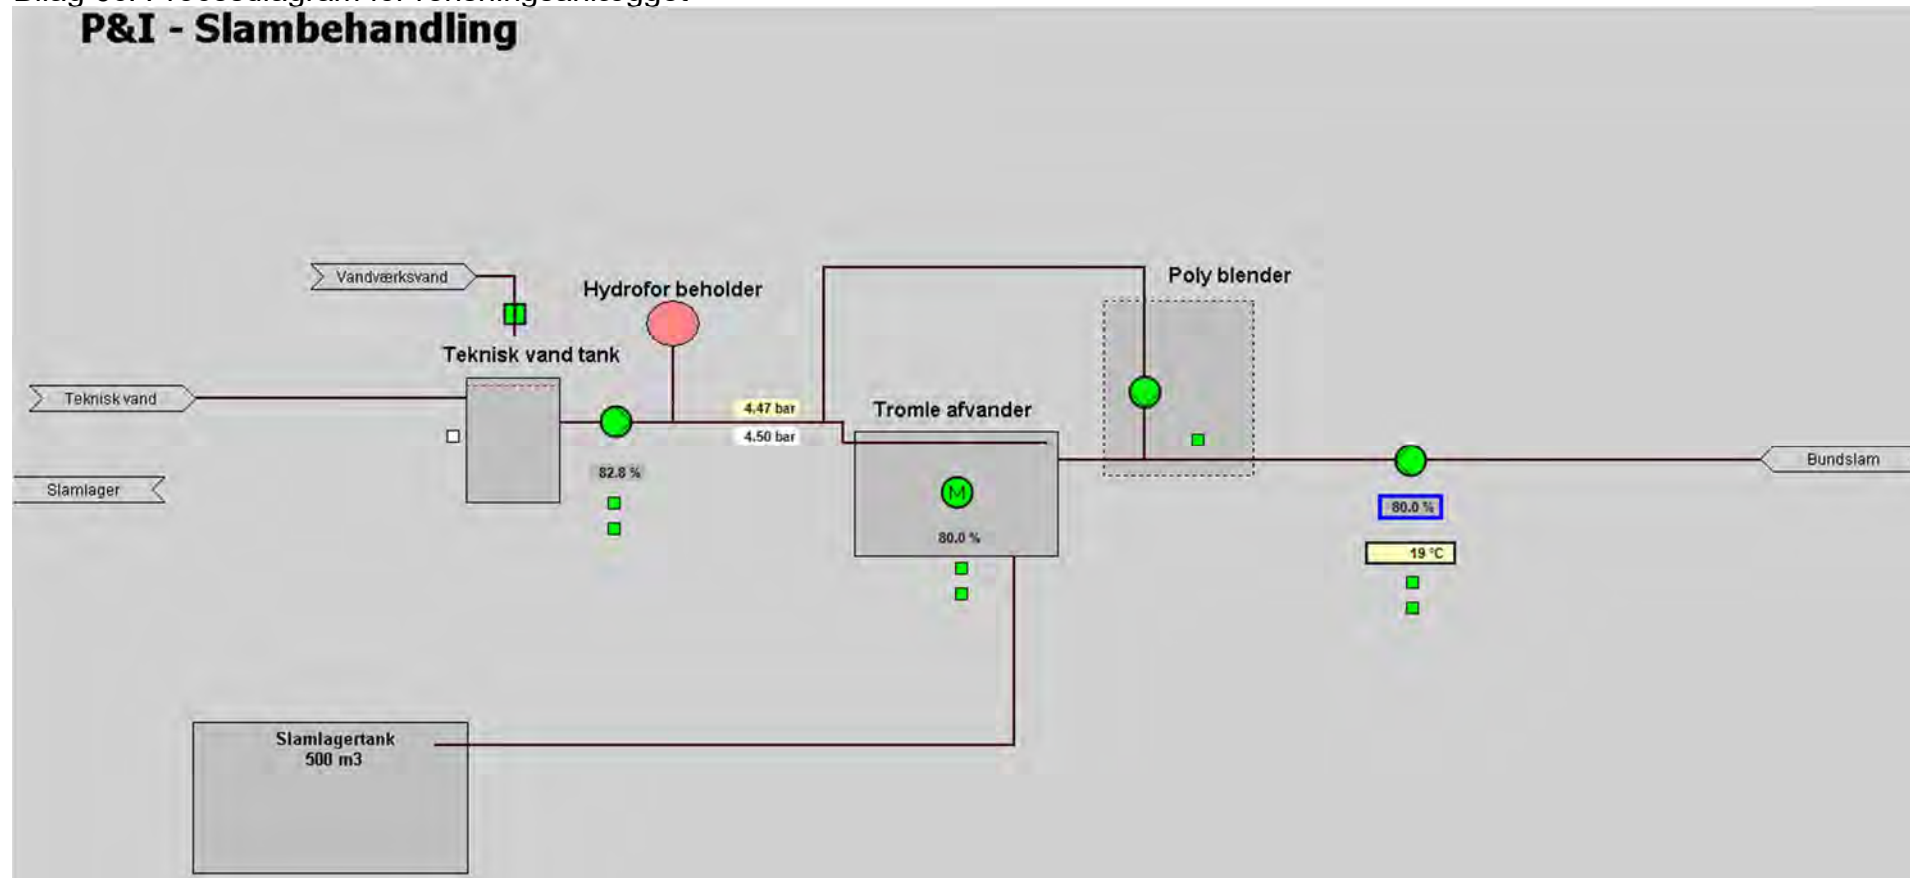 P&I - Slambehandling
Vandværksvand
Hydrofor beholder
Poly blender
Teknisk vand tank
Teknisk vand
4.47 bar
Tromle afvander
4.50 bar
Bundslam
82.8 %
Slamlager
M
80.0 %
80.0 %
19 °C
Slamlagertank
500 m3